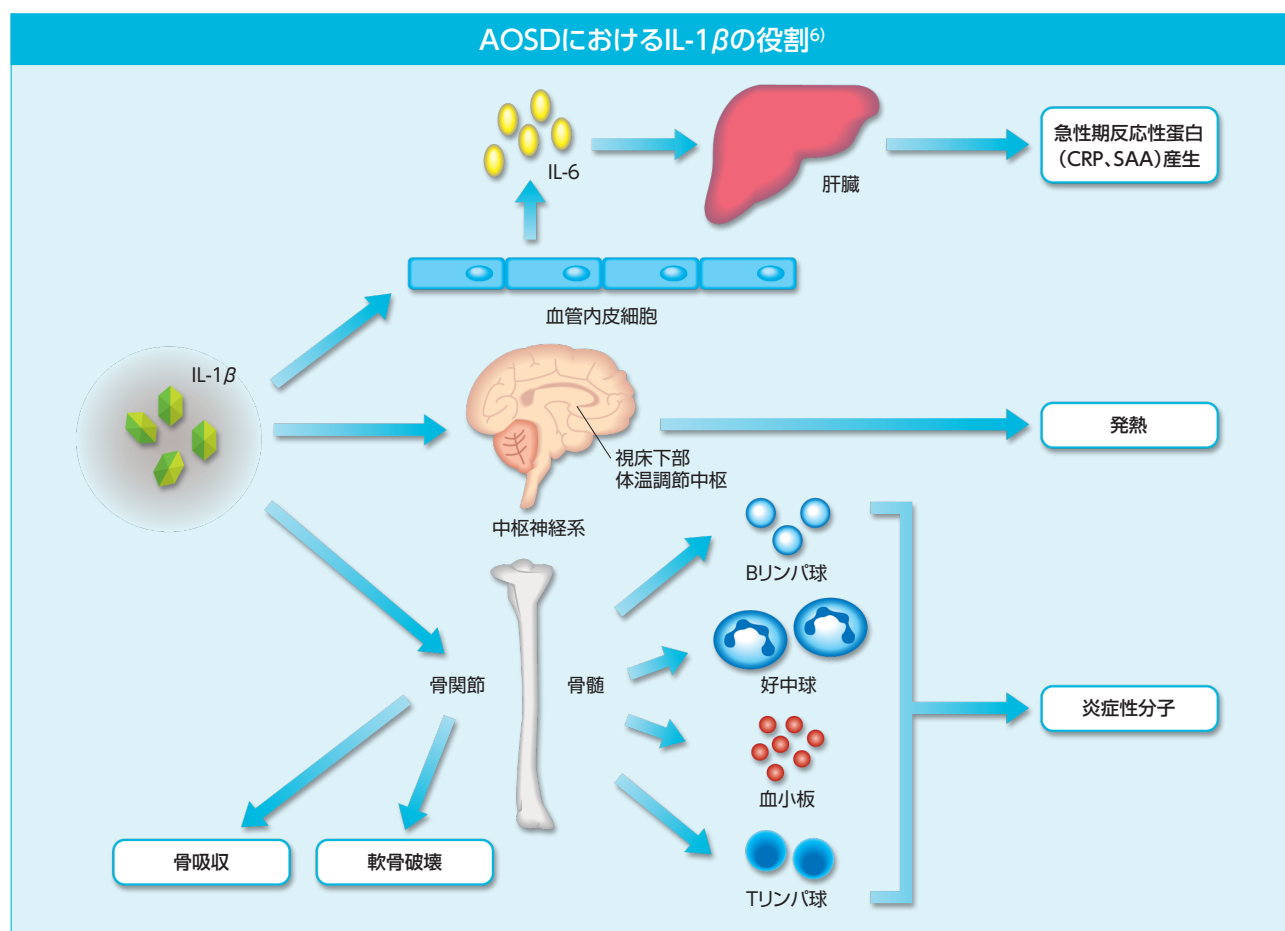 AOSDにおけるIL-1βの役割6)
IL-6
肝臓
急性期反応性蛋白
（CRP、SAA）産生
血管内皮細胞
IL-1β
視床下部
体温調節中枢
中枢神経系
発熱
Bリンパ球
骨関節
骨髄
好中球
炎症性分子
血小板
骨吸収
軟骨破壊
Tリンパ球